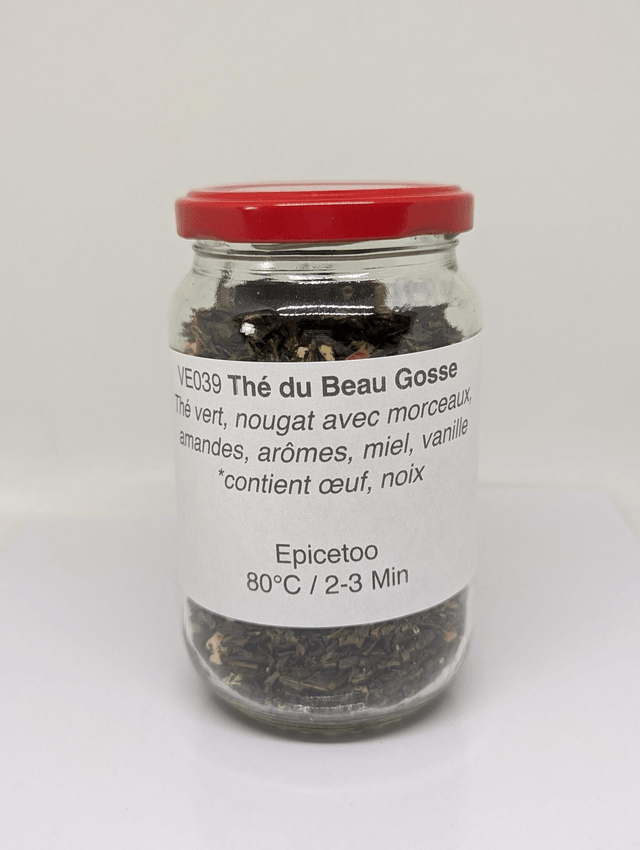 VE039 Thé du Beau Gosse
Thé vert, nougat avec morceaux,
amandes, arômes, miel, vanille
*contient œuf, noix
Epicetoo
80°C / 2-3 Min